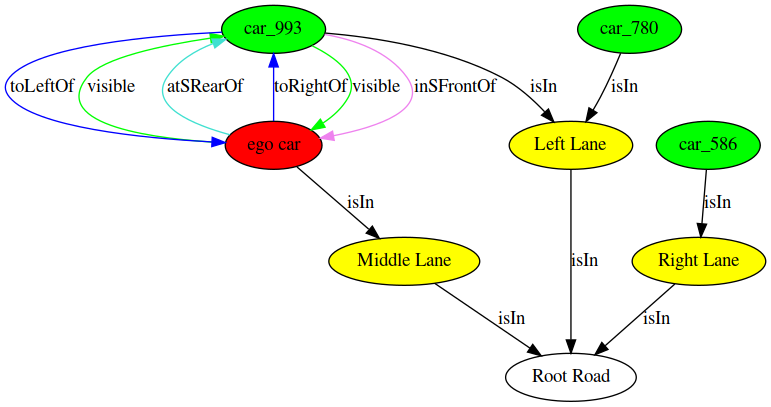 car_993
car_780
toLeftOf
visible
atSRearOf
toRightOf
visible
inSFrontOf
isIn
isIn
ego car
Left Lane
car_586
isIn
isIn
Middle Lane
isIn
Right Lane
isIn
isIn
Root Road